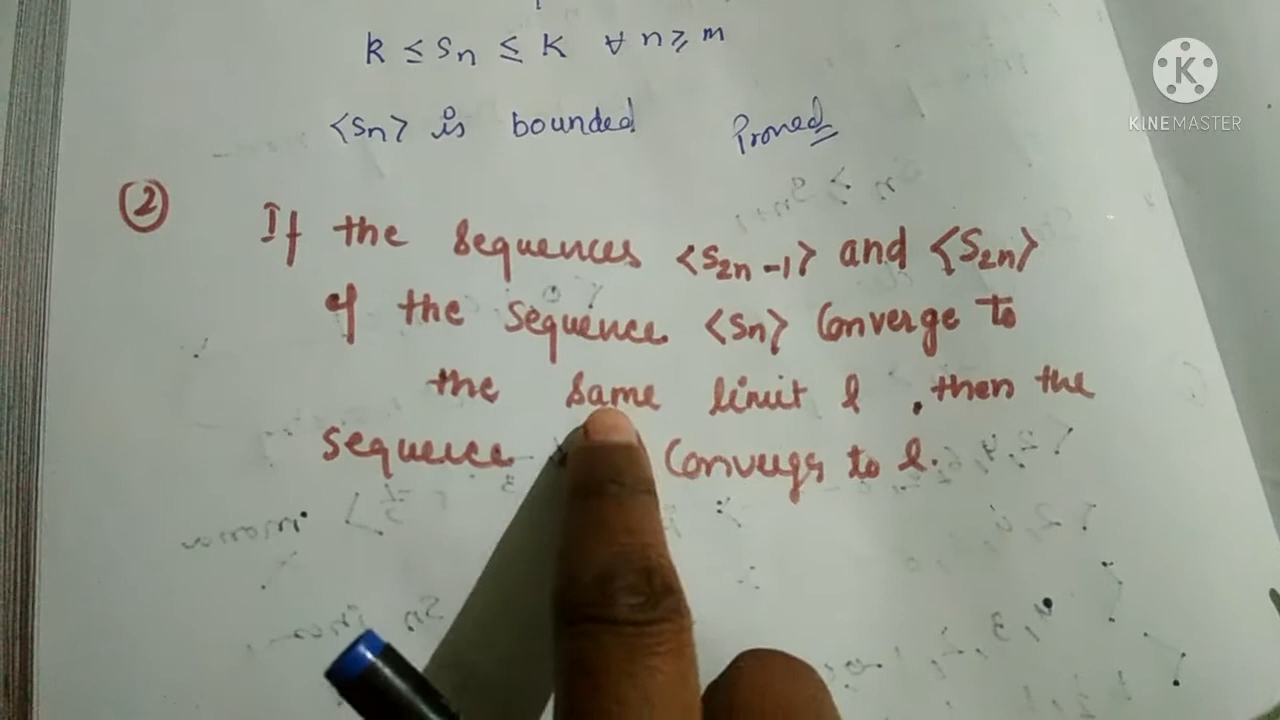 k ≤ Sn ≤ K ∀ n ≥ m
<Sn> is bounded Proved
KINEMASTER
② If the sequences <S2n-1> and <S2n>
of the sequence <Sn> Converge to
the same limit l , then the
sequence Convergs to l.